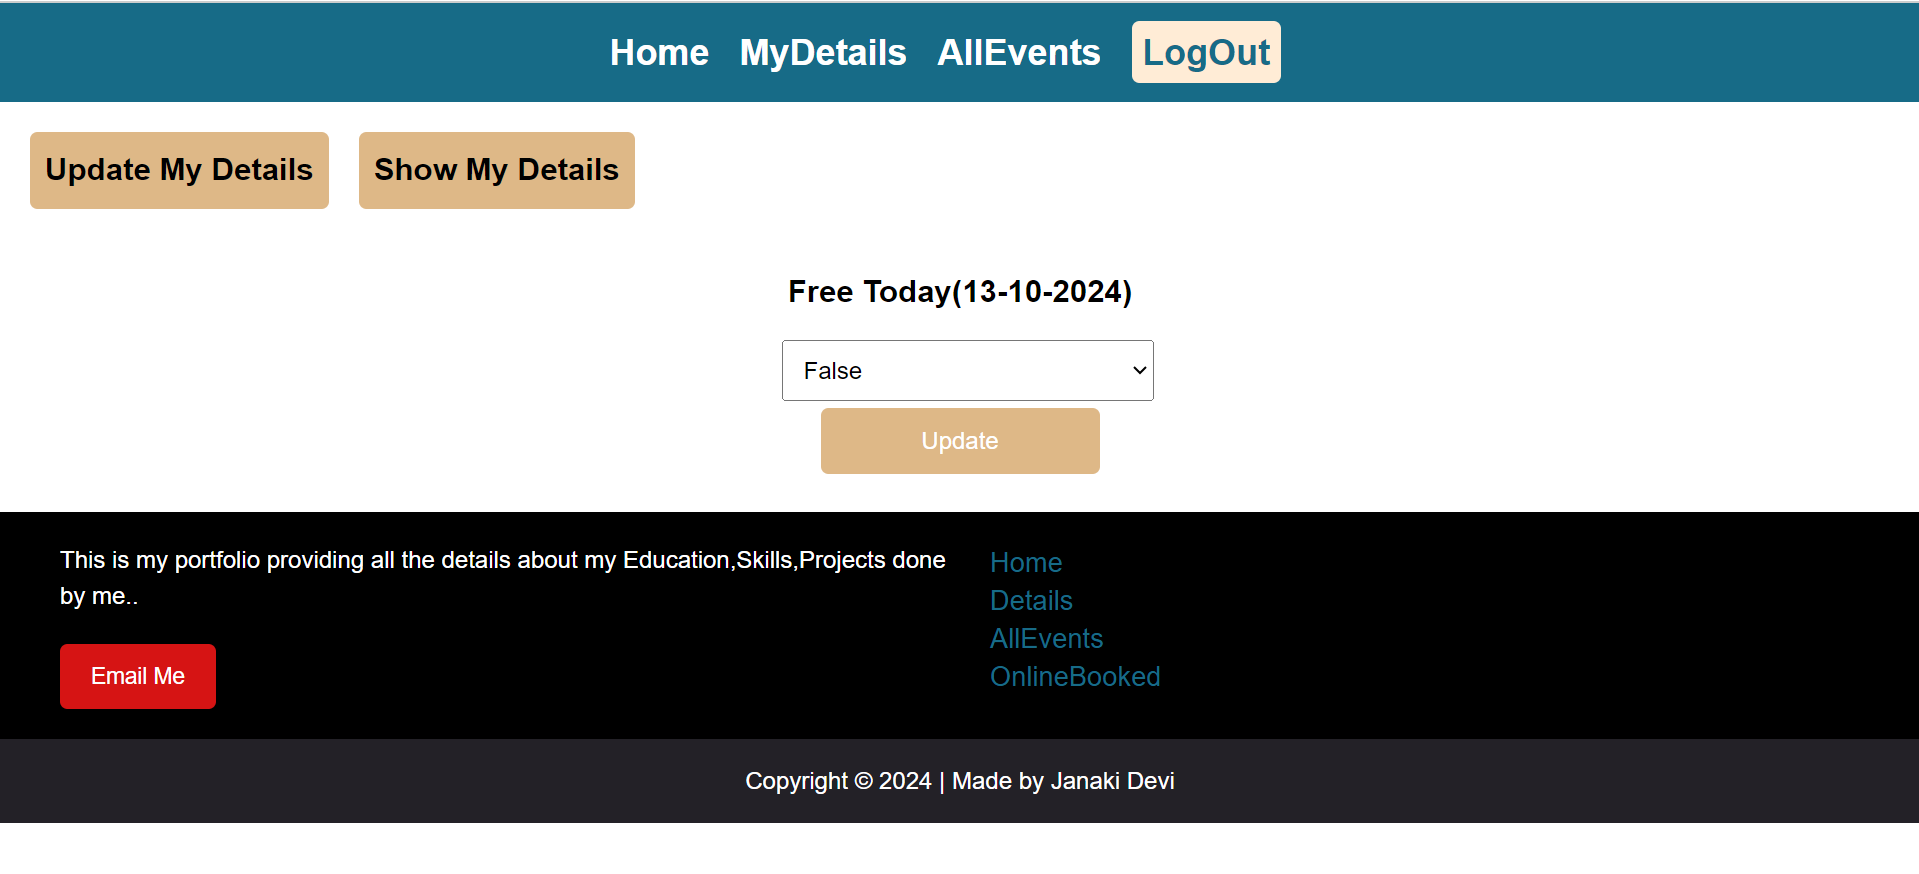 Home MyDetails AllEvents LogOut
Update My Details Show My Details
Free Today(13-10-2024)
False
Update
This is my portfolio providing all the details about my Education,Skills,Projects done
by me..
Email Me
Home
Details
AllEvents
OnlineBooked
Copyright © 2024 | Made by Janaki Devi